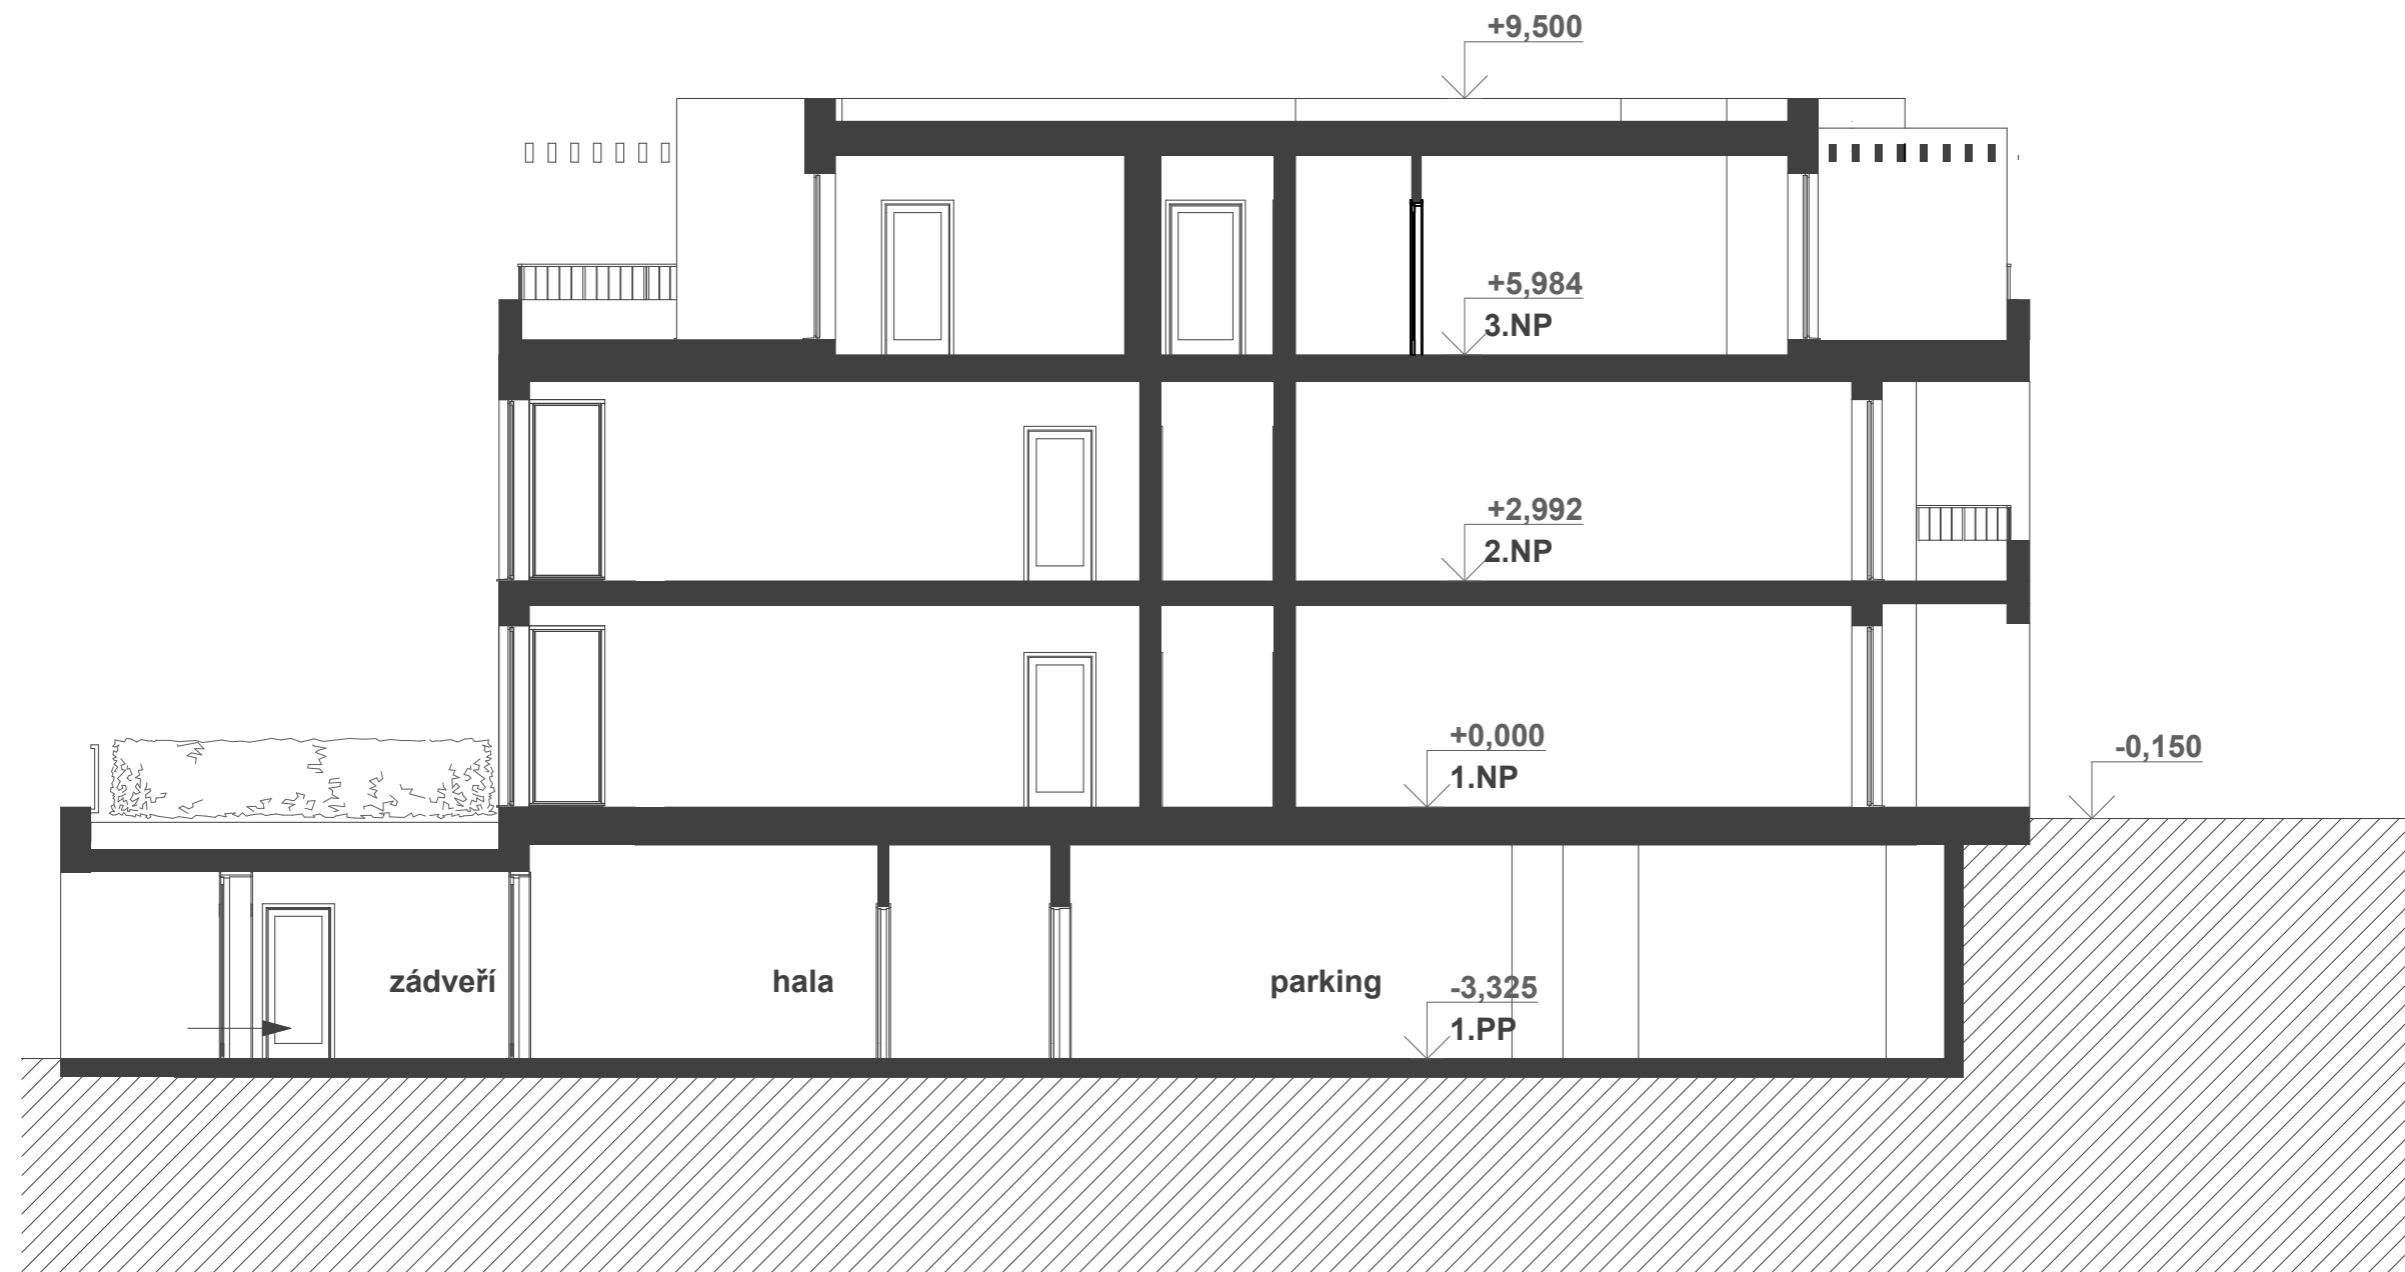 +9,500
+5,984
3.NP
+2,992
2.NP
+0,000
1.NP
-0,150
zádveří
hala
parking
-3,325
1.PP